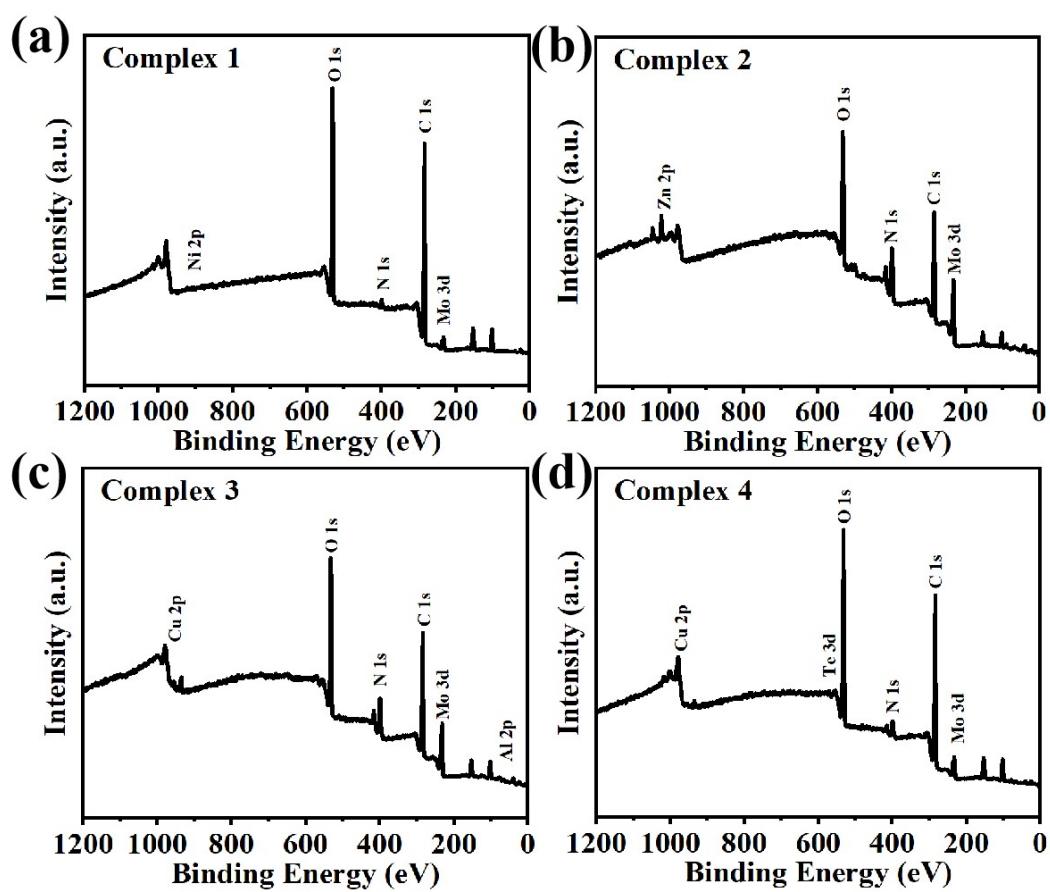 (a)
Complex 1
O 1s
C 1s
Ni 2p
N 1s
Mo 3d
Intensity (a.u.)
1200 1000 800 600 400 200 0
Binding Energy (eV)
(b)
Complex 2
O 1s
Zn 2p
N 1s
C 1s
Mo 3d
Intensity (a.u.)
1200 1000 800 600 400 200 0
Binding Energy (eV)
(c)
Complex 3
O 1s
Cu 2p
N 1s
C 1s
Mo 3d
Al 2p
Intensity (a.u.)
1200 1000 800 600 400 200 0
Binding Energy (eV)
(d)
Complex 4
O 1s
C 1s
Cu 2p
Te 3d
N 1s
Mo 3d
Intensity (a.u.)
1200 1000 800 600 400 200 0
Binding Energy (eV)